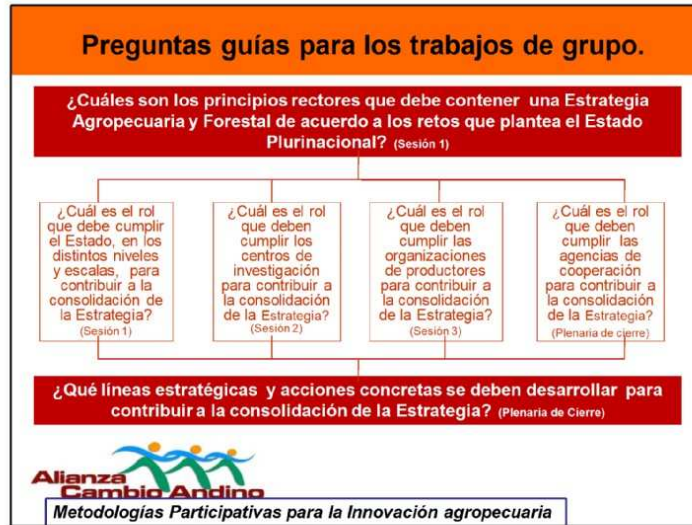 Preguntas guías para los trabajos de grupo.
¿Cuáles son los principios rectores que debe contener una Estrategia
Agropecuaria y Forestal de acuerdo a los retos que plantea el Estado
Plurinacional? (Sesión 1)
¿Cuál es el rol
que debe cumplir
el Estado, en los
distintos niveles
y escalas, para
contribuir a la
consolidación de
la Estrategia?
(Sesión 1)
¿Cuál es el rol
que deben
cumplir los
centros de
investigación
para contribuir a
la consolidación
de la Estrategia?
(Sesión 2)
¿Cuál es el rol
que deben
cumplir las
organizaciones
de productores
para contribuir a
la consolidación
de la Estrategia?
(Sesión 3)
¿Cuál es el rol
que deben
cumplir las
agencias de
cooperación
para contribuir a
la consolidación
de la Estrategia?
(Plenaria de cierre)
¿Qué líneas estratégicas y acciones concretas se deben desarrollar para
contribuir a la consolidación de la Estrategia? (Plenaria de Cierre)
Alianza
Cambio Andino
Metodologías Participativas para la Innovación agropecuaria